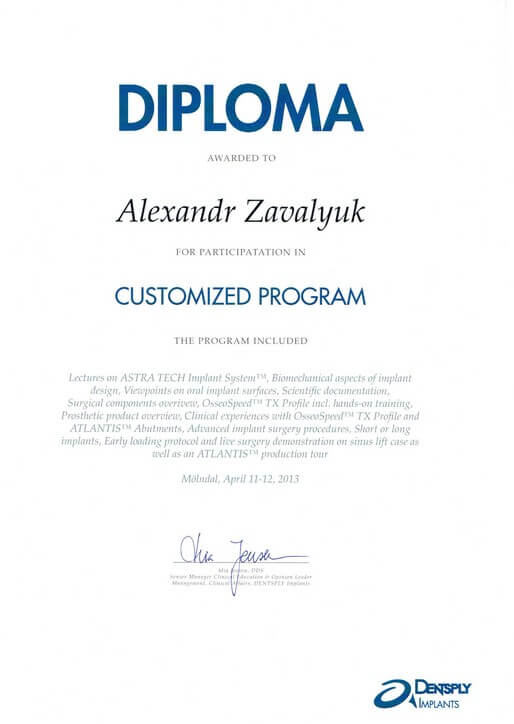 DIPLOMA
AWARDED TO
Alexandr Zavalyuk
FOR PARTICIPATATION IN
CUSTOMIZED PROGRAM
THE PROGRAM INCLUDED
Lectures on ASTRA TECH Implant System™, Biomechanical aspects of implant
design, Viewpoints on oral implant surfaces, Scientific documentation,
Surgical components overivew, OsseoSpeed™ TX Profile incl. hands-on training,
Prosthetic product overview, Clinical experiences with OsseoSpeed™ TX Profile and
ATLANTIS™ Abutments, Advanced implant surgery procedures, Short or long
implants, Early loading protocol and live surgery demonstration on sinus lift case as
well as an ATLANTIS™ production tour
Mölndal, April 11-12, 2013
Mia Jensen, DDS
Senior Manager Clinical Education & Opinion Leader
Management, Clinical Affairs, DENTSPLY Implants
DENTSPLY
IMPLANTS